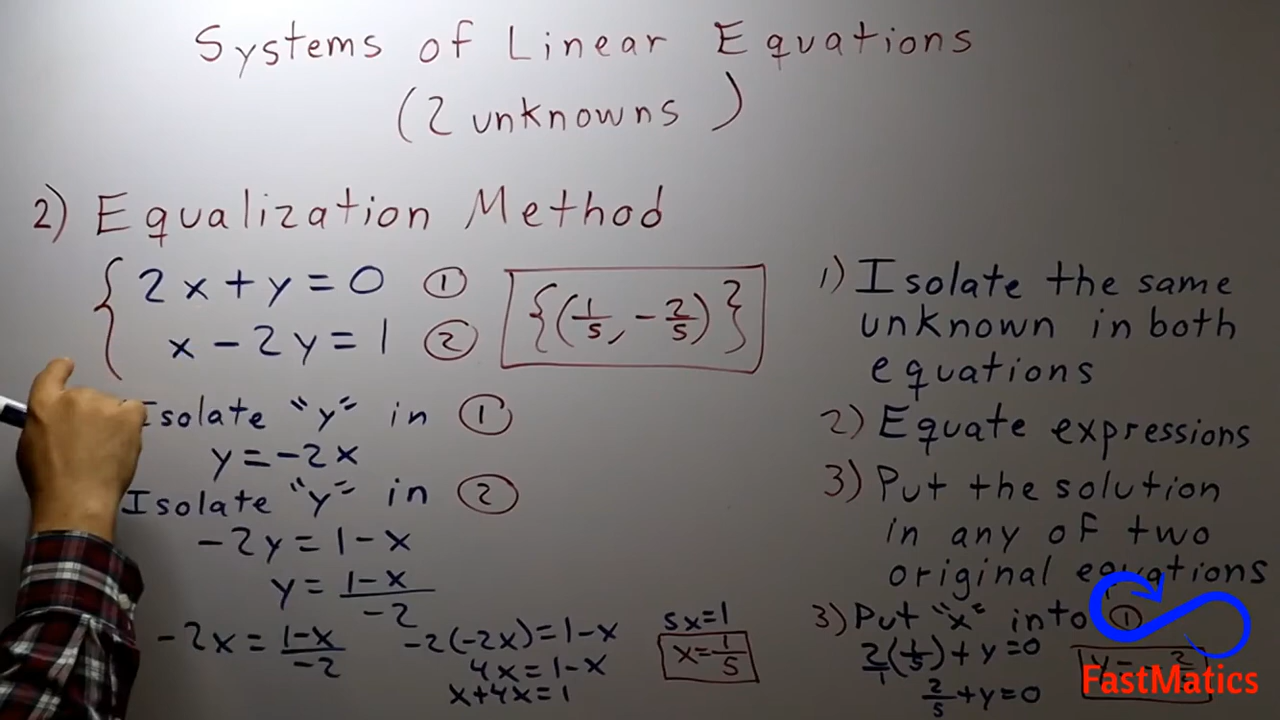 Systems of Linear Equations
(2 unknowns)
2) Equalization Method
2x+y=0 ①
x-2y=1 ②
{(1/5, -2/5)}
Isolate "y" in ①
y=-2x
Isolate "y" in ②
-2y=1-x
y=1-x/-2
-2x=1-x/-2
-2(-2x)=1-x
4x=1-x
x+4x=1
5x=1
x=1/5
1) Isolate the same
unknown in both
equations
2) Equate expressions
3) Put the solution
in any of two
original equations
3) Put "x" into ①
2/1(1/5)+y=0
2/5+y=0
FastMatics